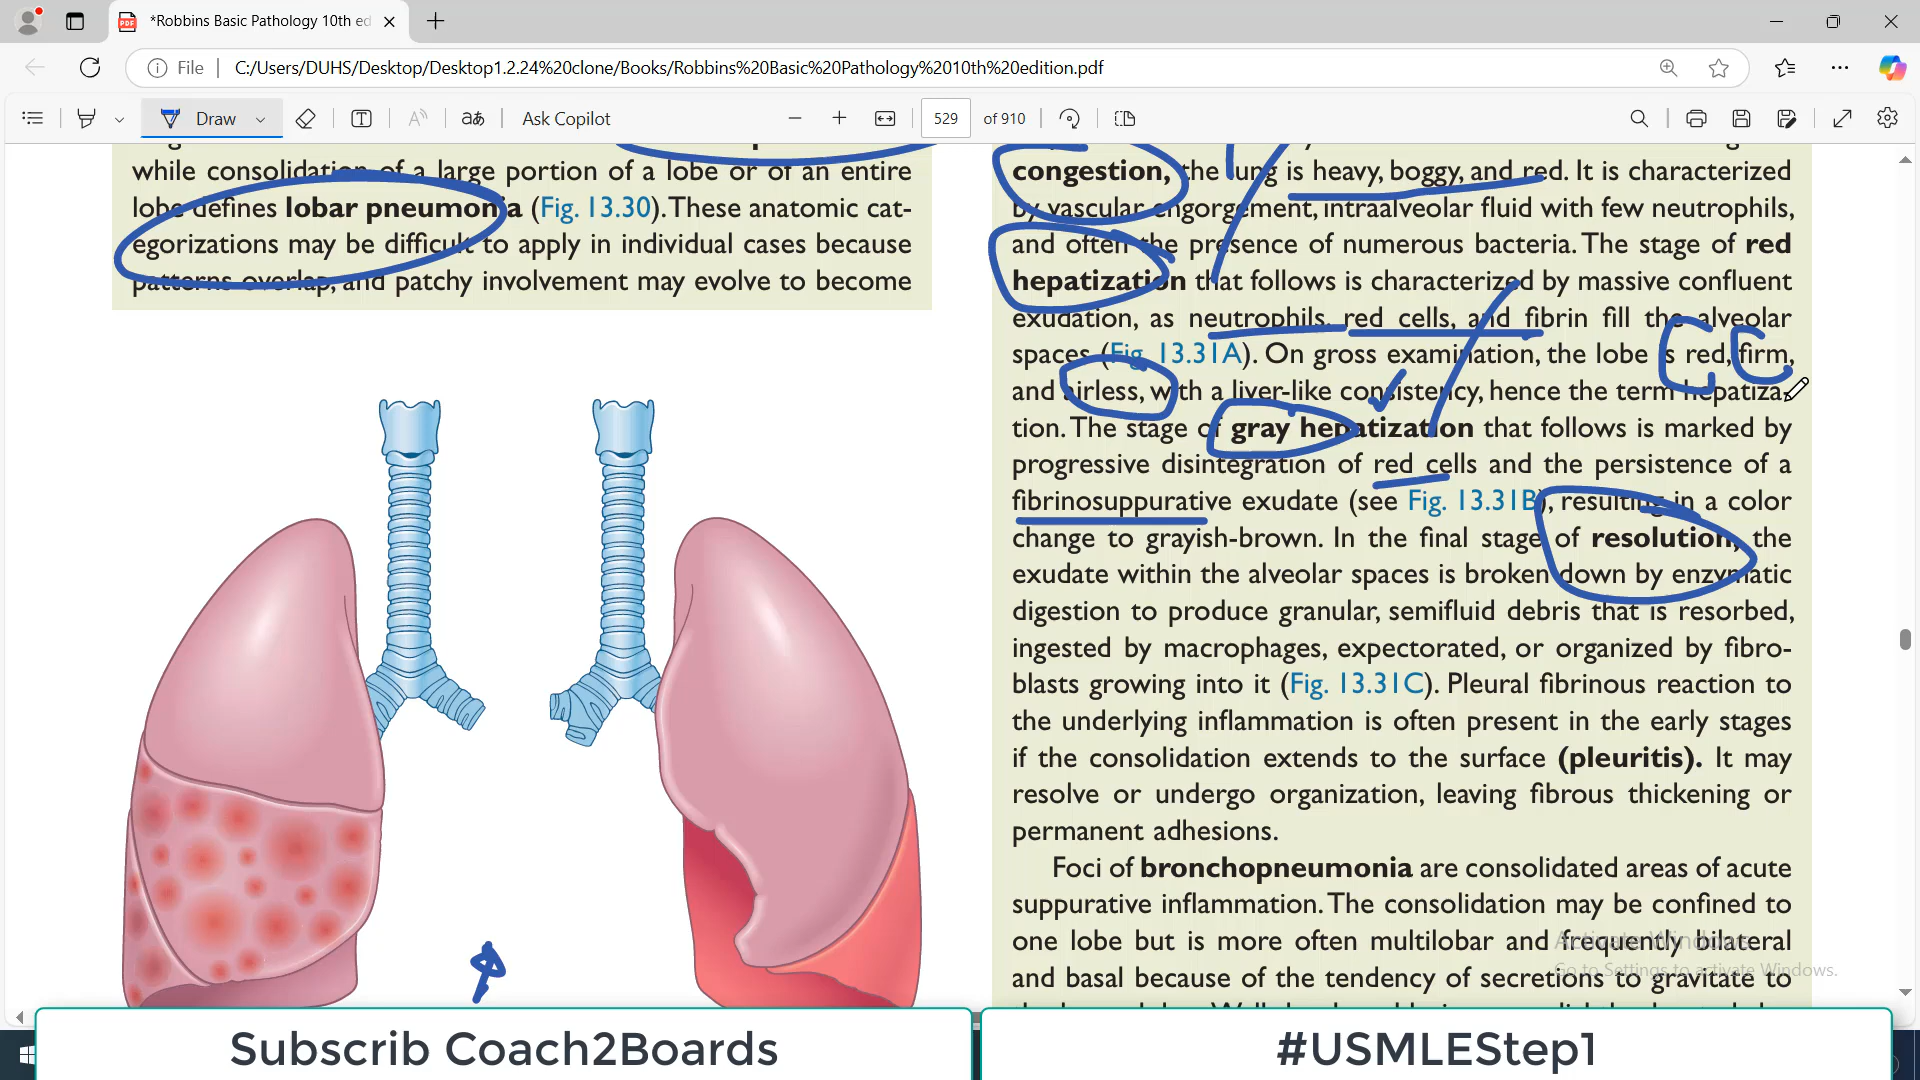 *Robbins Basic Pathology 10th ed
File
C:/Users/DUHS/Desktop/Desktop1.2.24%20clone/Books/Robbins%20Basic%20Pathology%2010th%20edition.pdf
Draw
aあ
Ask Copilot
529 of 910
while consolidation of a large portion of a lobe or of an entire
lobe defines lobar pneumonia (Fig. 13.30). These anatomic cat-
egorizations may be difficult to apply in individual cases because
patterns overlap, and patchy involvement may evolve to become
congestion, the lung is heavy, boggy, and red. It is characterized
by vascular engorgement, intraalveolar fluid with few neutrophils,
and often the presence of numerous bacteria. The stage of red
hepatization that follows is characterized by massive confluent
exudation, as neutrophils, red cells, and fibrin fill the alveolar
spaces (Fig. 13.31A). On gross examination, the lobe is red, firm,
and airless, with a liver-like consistency, hence the term hepatiza-
tion. The stage of gray hepatization that follows is marked by
progressive disintegration of red cells and the persistence of a
fibrinosuppurative exudate (see Fig. 13.31B), resulting in a color
change to grayish-brown. In the final stage of resolution, the
exudate within the alveolar spaces is broken down by enzymatic
digestion to produce granular, semifluid debris that is resorbed,
ingested by macrophages, expectorated, or organized by fibro-
blasts growing into it (Fig. 13.31C). Pleural fibrinous reaction to
the underlying inflammation is often present in the early stages
if the consolidation extends to the surface (pleuritis). It may
resolve or undergo organization, leaving fibrous thickening or
permanent adhesions.
Foci of bronchopneumonia are consolidated areas of acute
suppurative inflammation. The consolidation may be confined to
one lobe but is more often multilobar and frequently bilateral
and basal because of the tendency of secretions to gravitate to
Activate Windows
Go to Settings to activate Windows.
Subscrib Coach2Boards
#USMLEStep1